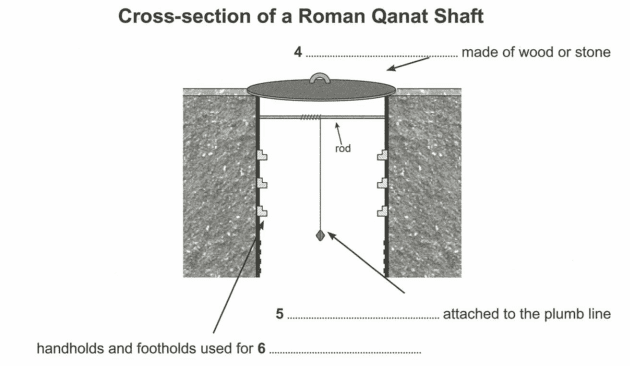 Cross-section of a Roman Qanat Shaft
4 ........................................ made of wood or stone
rod
5 ........................................ attached to the plumb line
handholds and footholds used for 6 ........................................